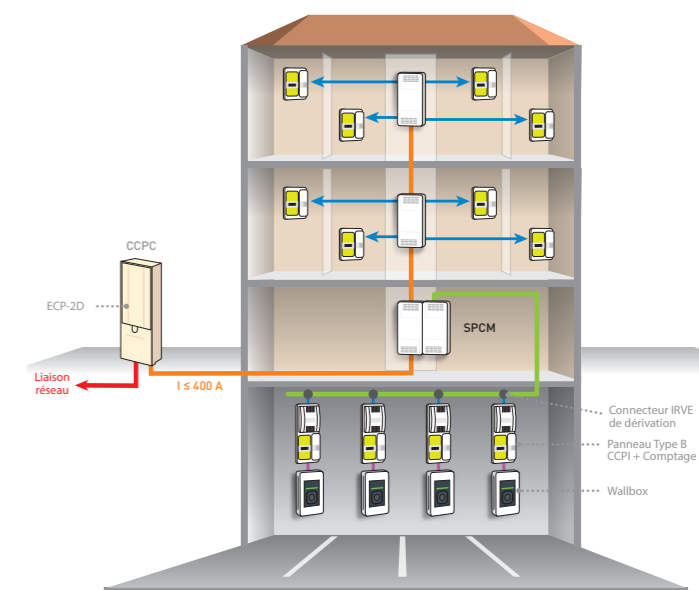 CCPC
ECP-2D
SPCM
Liaison
réseau
I ≤ 400 A
Connecteur IRVE
de dérivation
Panneau Type B
CCPI + Comptage
Wallbox